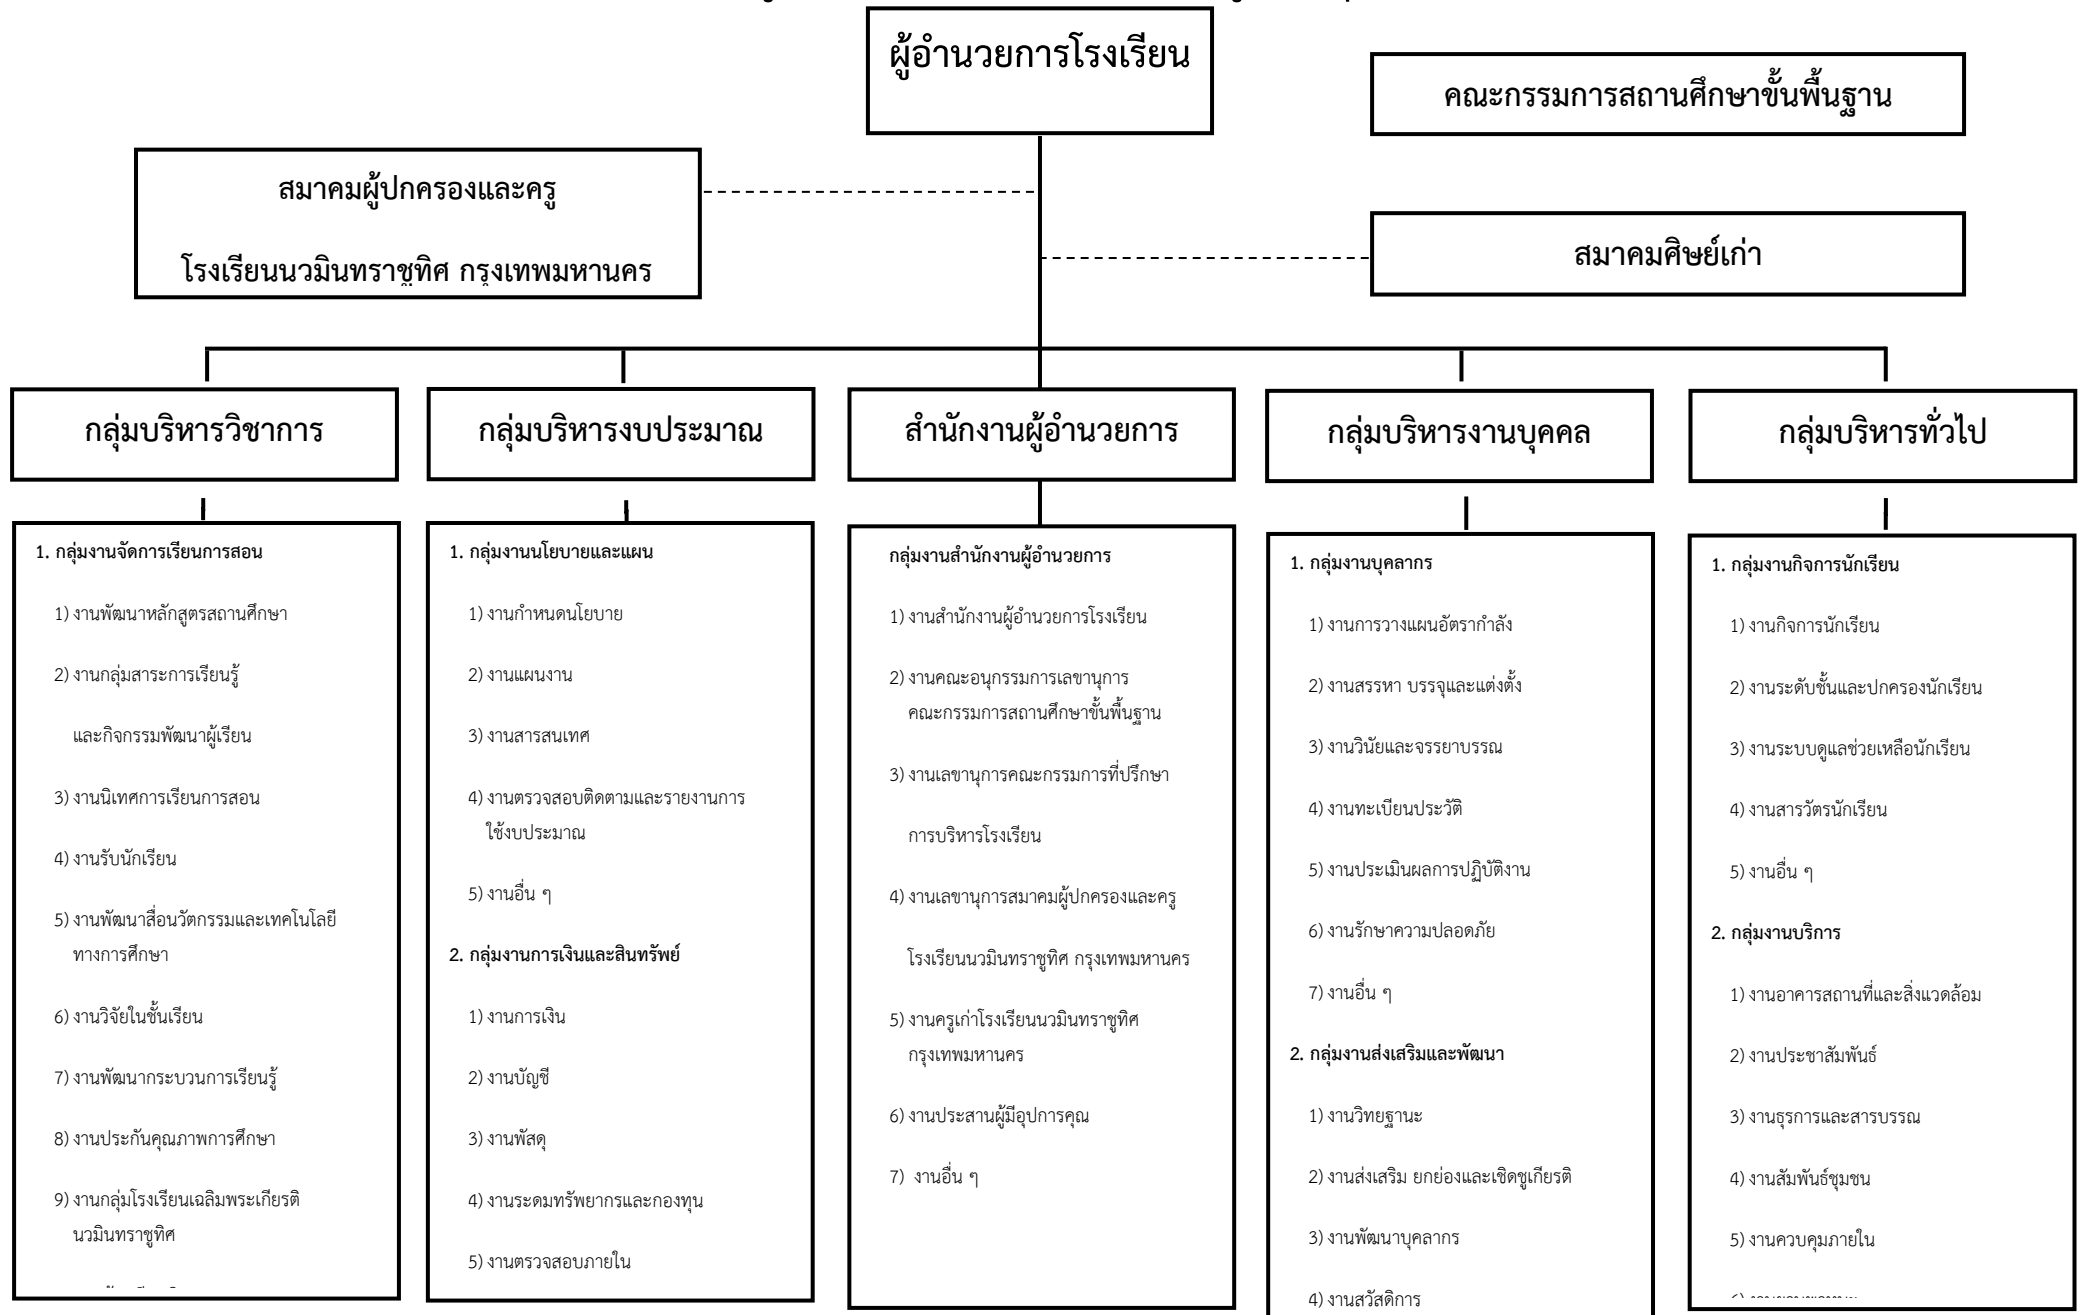 ผู้อำนวยการโรงเรียน
คณะกรรมการสถานศึกษาขั้นพื้นฐาน
สมาคมผู้ปกครองและครู
โรงเรียนนวมินทราชูทิศ กรุงเทพมหานคร
สมาคมศิษย์เก่า
กลุ่มบริหารวิชาการ
กลุ่มบริหารงบประมาณ
สำนักงานผู้อำนวยการ
กลุ่มบริหารงานบุคคล
กลุ่มบริหารทั่วไป
1. กลุ่มงานจัดการเรียนการสอน
1) งานพัฒนาหลักสูตรสถานศึกษา
2) งานกลุ่มสาระการเรียนรู้
และกิจกรรมพัฒนาผู้เรียน
3) งานนิเทศการเรียนการสอน
4) งานรับนักเรียน
5) งานพัฒนาสื่อนวัตกรรมและเทคโนโลยี
ทางการศึกษา
6) งานวิจัยในชั้นเรียน
7) งานพัฒนากระบวนการเรียนรู้
8) งานประกันคุณภาพการศึกษา
9) งานกลุ่มโรงเรียนเฉลิมพระเกียรติ
นวมินทราชูทิศ
1. กลุ่มงานนโยบายและแผน
1) งานกำหนดนโยบาย
2) งานแผนงาน
3) งานสารสนเทศ
4) งานตรวจสอบติดตามและรายงานการ
ใช้งบประมาณ
5) งานอื่น ๆ
2. กลุ่มงานการเงินและสินทรัพย์
1) งานการเงิน
2) งานบัญชี
3) งานพัสดุ
4) งานระดมทรัพยากรและกองทุน
5) งานตรวจสอบภายใน
กลุ่มงานสำนักงานผู้อำนวยการ
1) งานสำนักงานผู้อำนวยการโรงเรียน
2) งานคณะอนุกรรมการเลขานุการ
คณะกรรมการสถานศึกษาขั้นพื้นฐาน
3) งานเลขานุการคณะกรรมการที่ปรึกษา
การบริหารโรงเรียน
4) งานเลขานุการสมาคมผู้ปกครองและครู
โรงเรียนนวมินทราชูทิศ กรุงเทพมหานคร
5) งานครูเก่าโรงเรียนนวมินทราชูทิศ
กรุงเทพมหานคร
6) งานประสานผู้มีอุปการคุณ
7) งานอื่น ๆ
1. กลุ่มงานบุคลากร
1) งานการวางแผนอัตรากำลัง
2) งานสรรหา บรรจุและแต่งตั้ง
3) งานวินัยและจรรยาบรรณ
4) งานทะเบียนประวัติ
5) งานประเมินผลการปฏิบัติงาน
6) งานรักษาความปลอดภัย
7) งานอื่น ๆ
2. กลุ่มงานส่งเสริมและพัฒนา
1) งานวิทยฐานะ
2) งานส่งเสริม ยกย่องและเชิดชูเกียรติ
3) งานพัฒนาบุคลากร
4) งานสวัสดิการ
1. กลุ่มงานกิจการนักเรียน
1) งานกิจการนักเรียน
2) งานระดับชั้นและปกครองนักเรียน
3) งานระบบดูแลช่วยเหลือนักเรียน
4) งานสารวัตรนักเรียน
5) งานอื่น ๆ
2. กลุ่มงานบริการ
1) งานอาคารสถานที่และสิ่งแวดล้อม
2) งานประชาสัมพันธ์
3) งานธุรการและสารบรรณ
4) งานสัมพันธ์ชุมชน
5) งานควบคุมภายใน